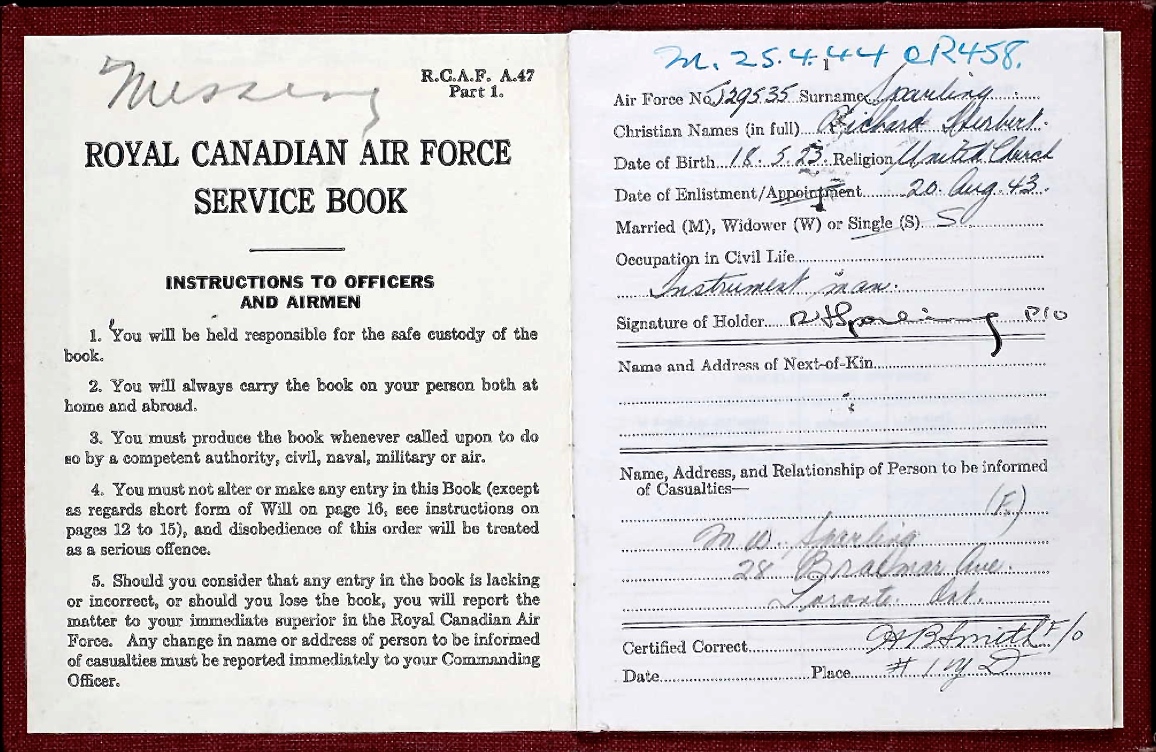 Missing
R.C.A.F. A.47
Part 1.
ROYAL CANADIAN AIR FORCE
SERVICE BOOK
INSTRUCTIONS TO OFFICERS
AND AIRMEN
1. You will be held responsible for the safe custody of the
book.
2. You will always carry the book on your person both at
home and abroad.
3. You must produce the book whenever called upon to do
so by a competent authority, civil, naval, military or air.
4. You must not alter or make any entry in this Book (except
as regards short form of Will on page 16, see instructions on
pages 12 to 15), and disobedience of this order will be treated
as a serious offence.
5. Should you consider that any entry in the book is lacking
or incorrect, or should you lose the book, you will report the
matter to your immediate superior in the Royal Canadian Air
Force. Any change in name or address of person to be informed
of casualties must be reported immediately to your Commanding
Officer.
M. 25.4.44 OR458.
1
Air Force No. J29535 Surname Sparling
Christian Names (in full) Richard Herbert.
Date of Birth 18.5.23. Religion United Church
Date of Enlistment/Appointment 20. Aug. 43.
Married (M), Widower (W) or Single (S) S
Occupation in Civil Life
Instrument man.
Signature of Holder RHSparling P/O
Name and Address of Next-of-Kin
Name, Address, and Relationship of Person to be informed
of Casualties—
(F.)
M W. Sparling
28 Braemar Ave.
Toronto. Ont.
Certified Correct HBSmith F/O
Date Place # 1 Y D